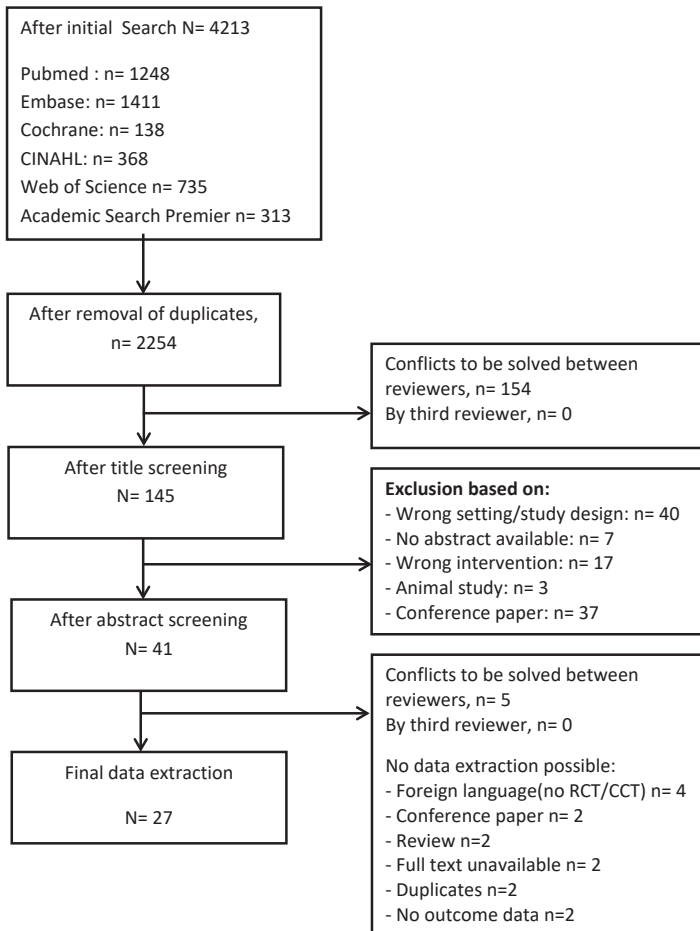 After initial  Search N= 4213
Pubmed : n= 1248
Embase: n= 1411
Cochrane: n= 138
CINAHL: n= 368
Web of Science n= 735
Academic Search Premier n= 313
After removal of duplicates,
n= 2254
Conflicts to be solved between
reviewers, n= 154
By third reviewer, n= 0
After title screening
N= 145
Exclusion based on:
- Wrong setting/study design: n= 40
- No abstract available: n= 7
- Wrong intervention: n= 17
- Animal study: n= 3
- Conference paper: n= 37
After abstract screening
N= 41
Conflicts to be solved between
reviewers, n= 5
By third reviewer, n= 0
No data extraction possible:
- Foreign language(no RCT/CCT) n= 4
- Conference paper n= 2
- Review n=2
- Full text unavailable n= 2
- Duplicates n=2
- No outcome data n=2
Final data extraction
N= 27